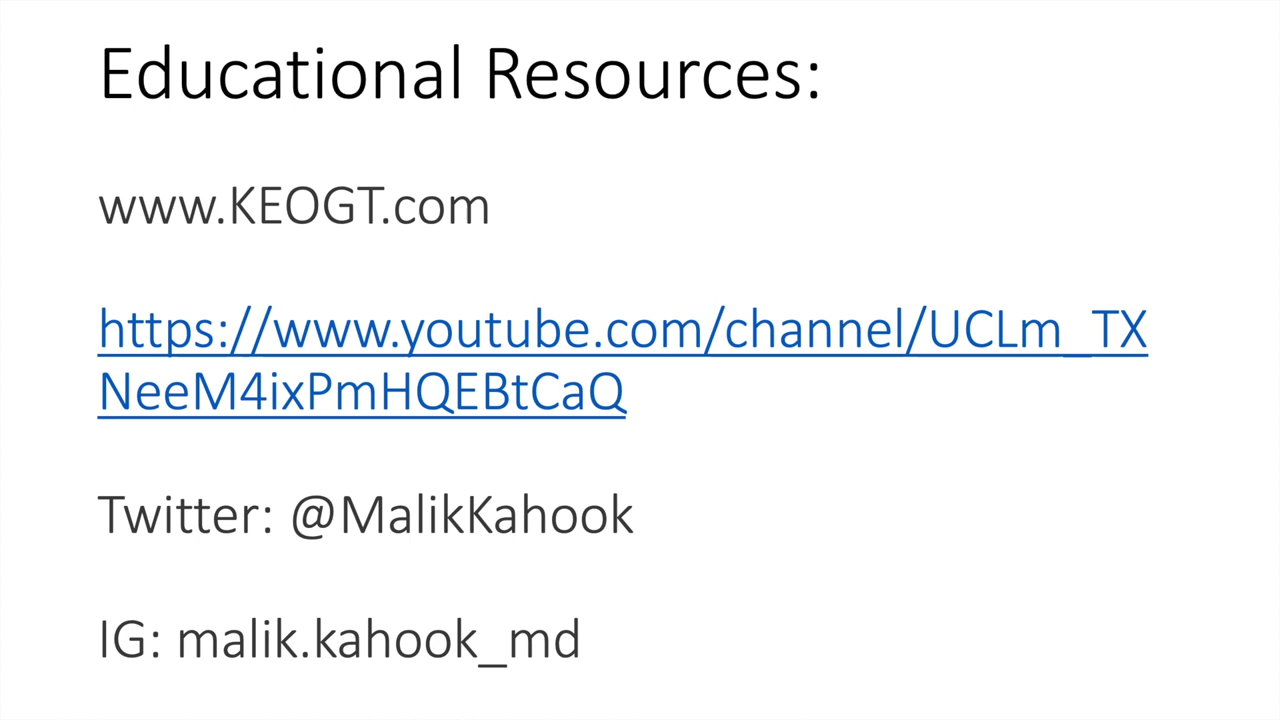 Educational Resources:
www.KEOGT.com
https://www.youtube.com/channel/UCLm_TX
NeeM4ixPmHQEBtCaQ
Twitter: @MalikKahook
IG: malik.kahook_md